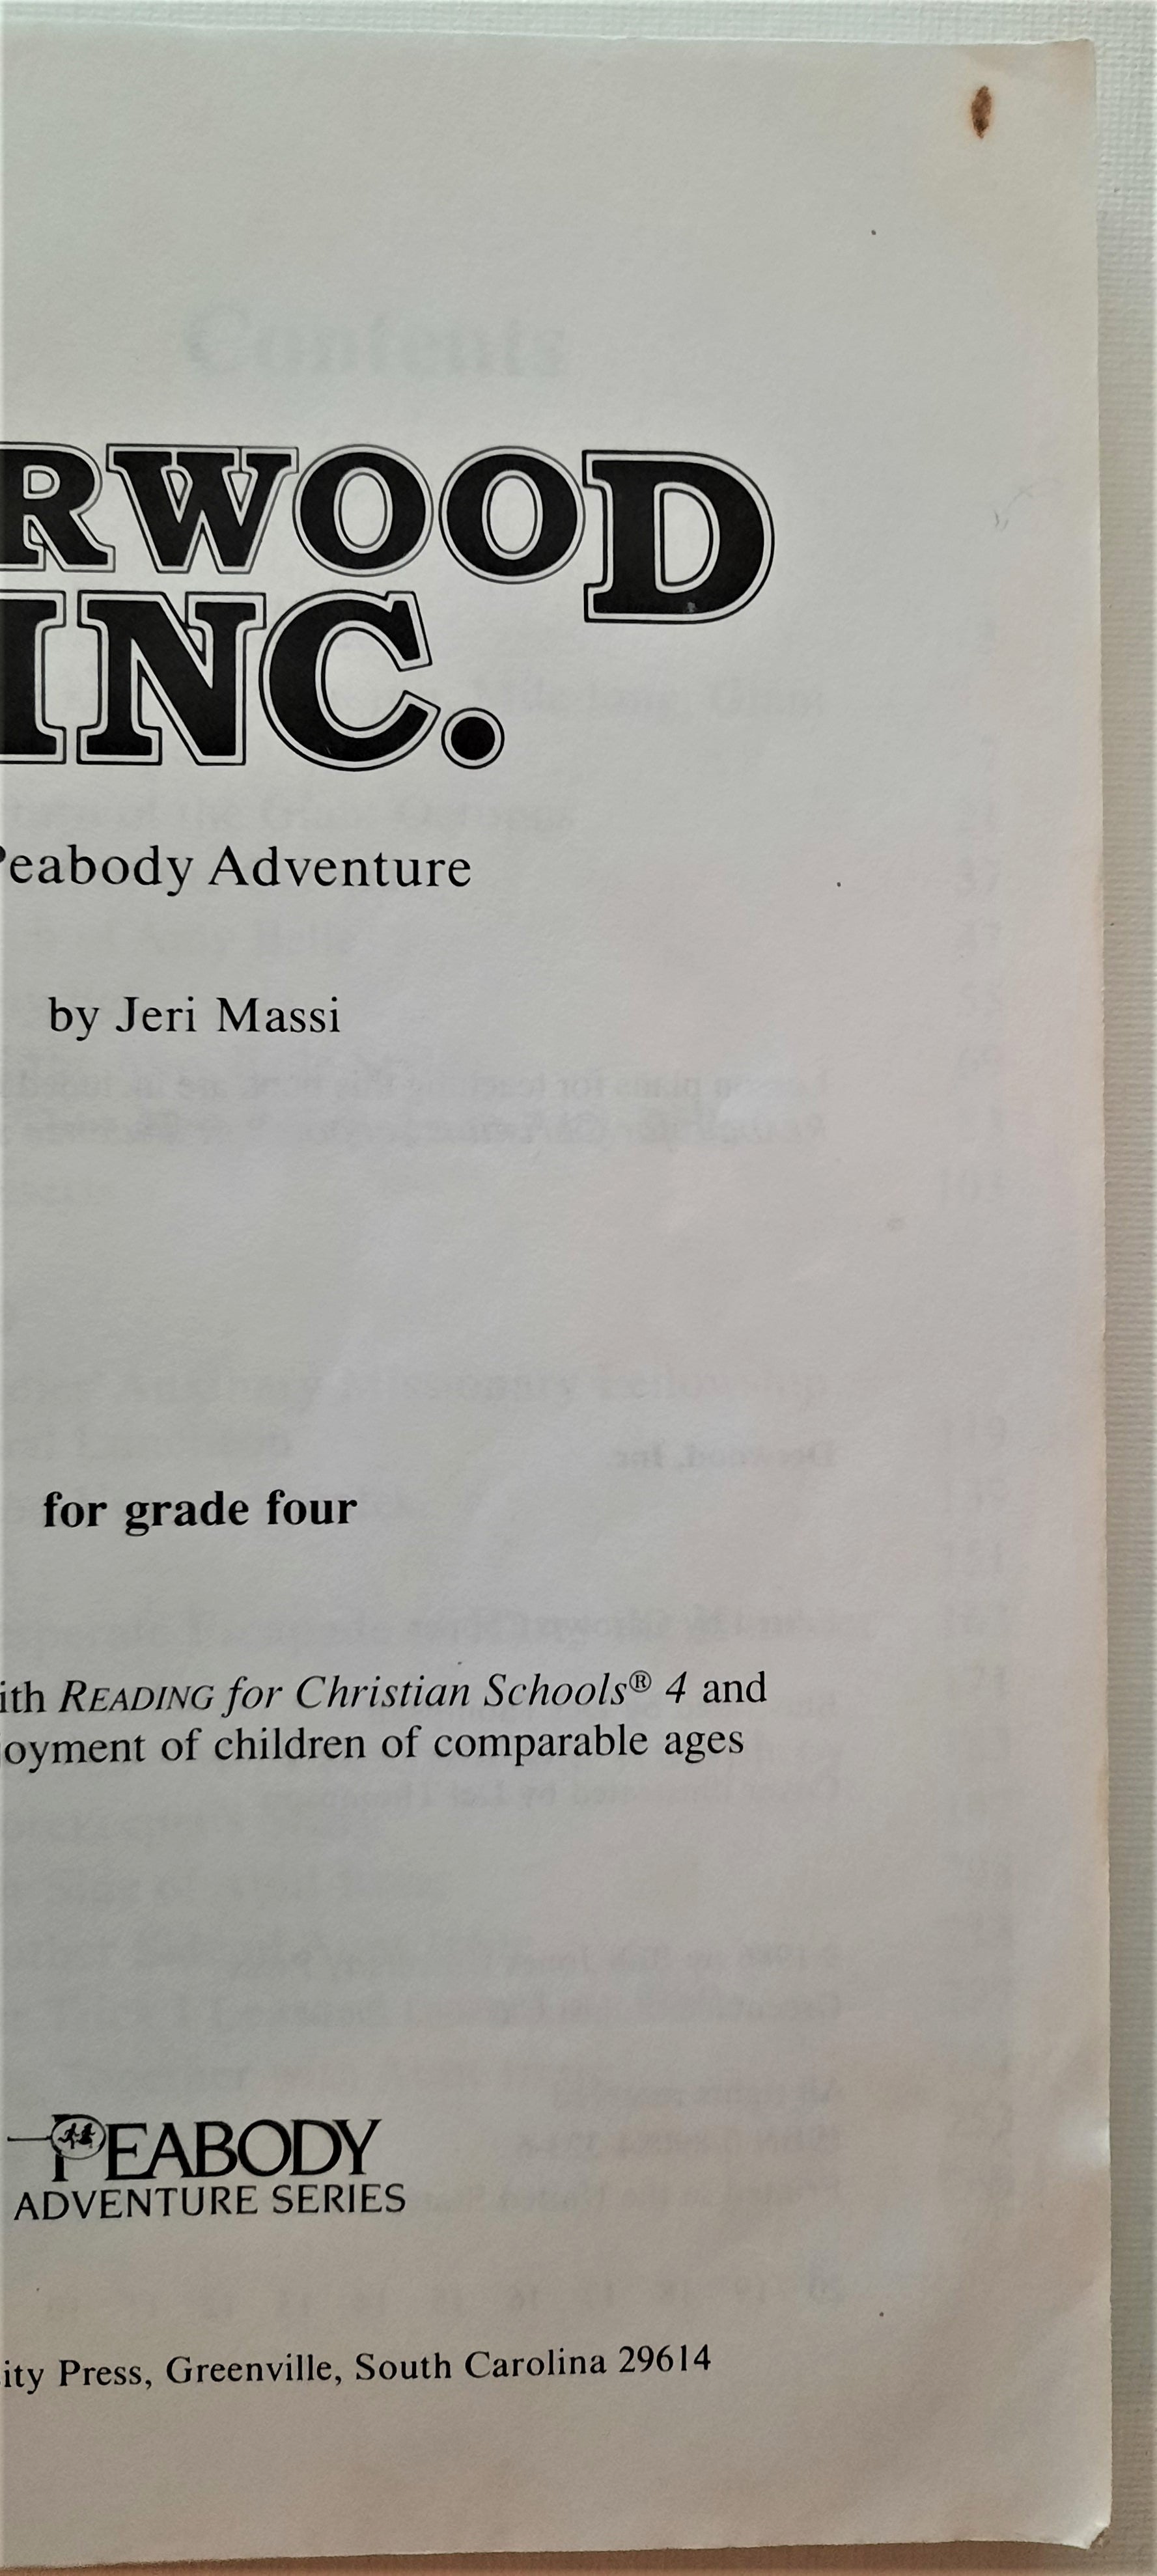 Contents
RWOOD
INC.
Peabody Adventure
by Jeri Massi
for grade four
ith READING for Christian Schools® 4 and
oyment of children of comparable ages
PEABODY
ADVENTURE SERIES
ity Press, Greenville, South Carolina 29614